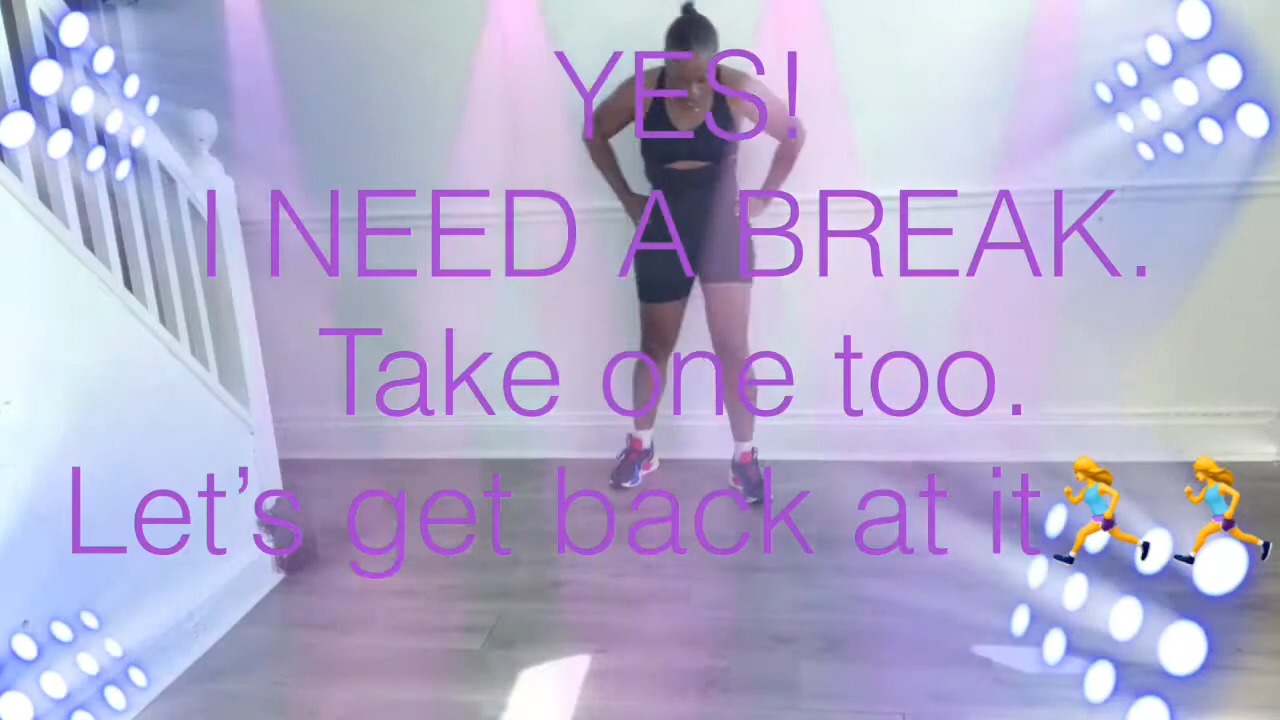 YES!
I NEED A BREAK.
Take one too.
Let's get back at it🏃‍♀️🏃‍♀️